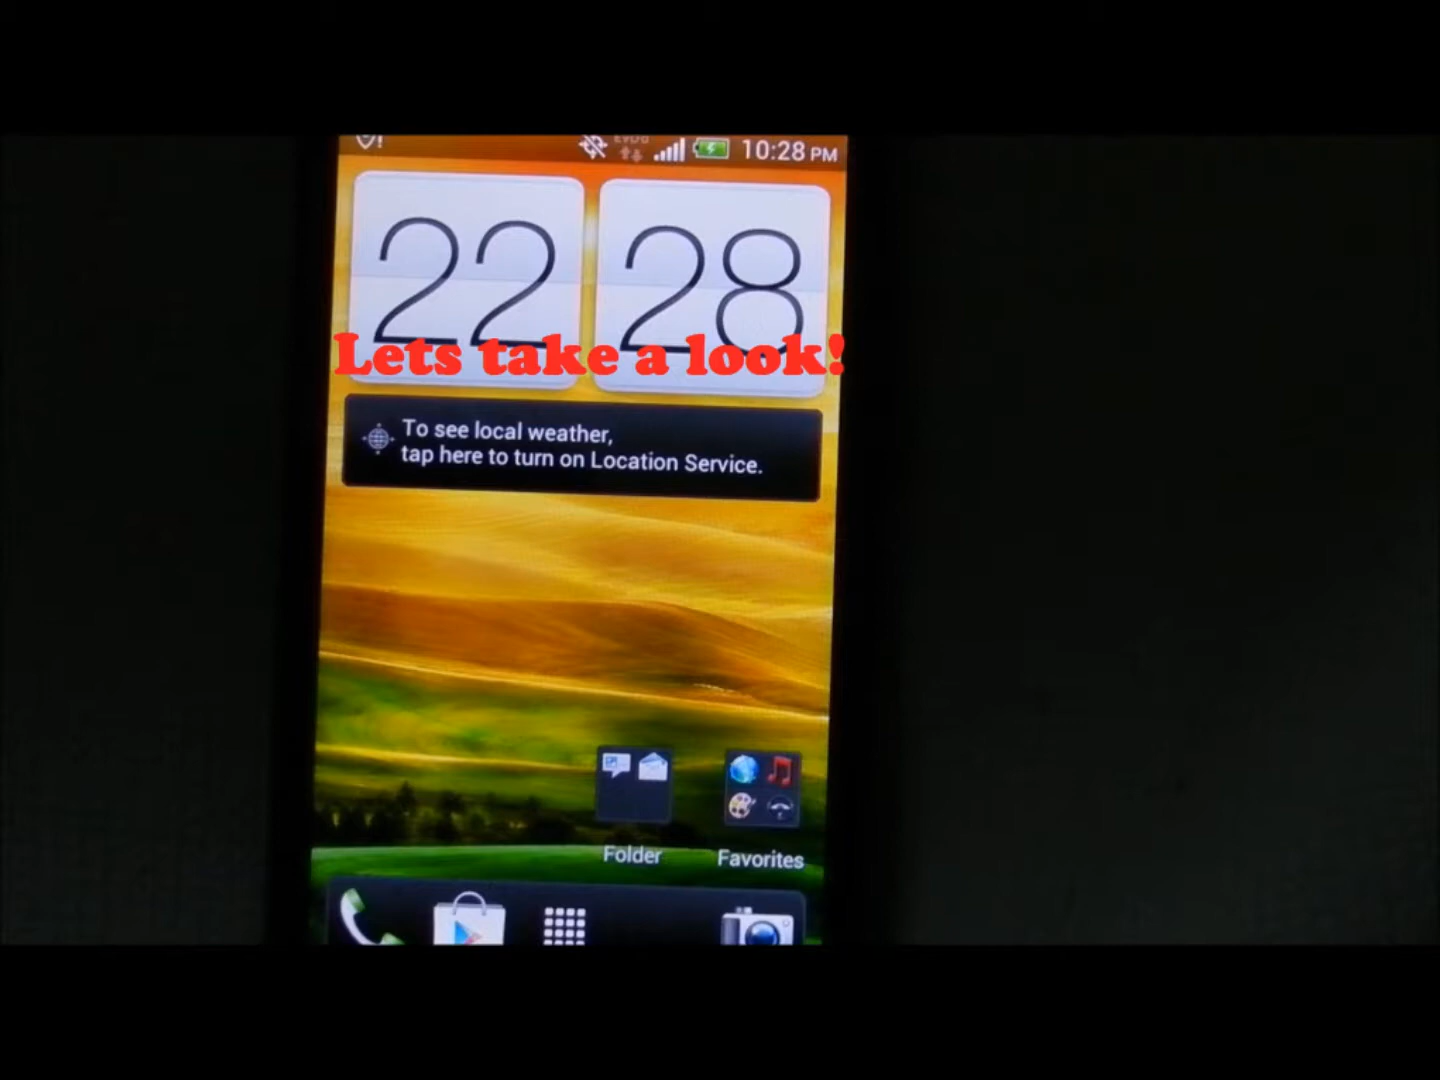 10:28 PM
22 28
Lets take a look!
To see local weather,
tap here to turn on Location Service.
Folder
Favorites